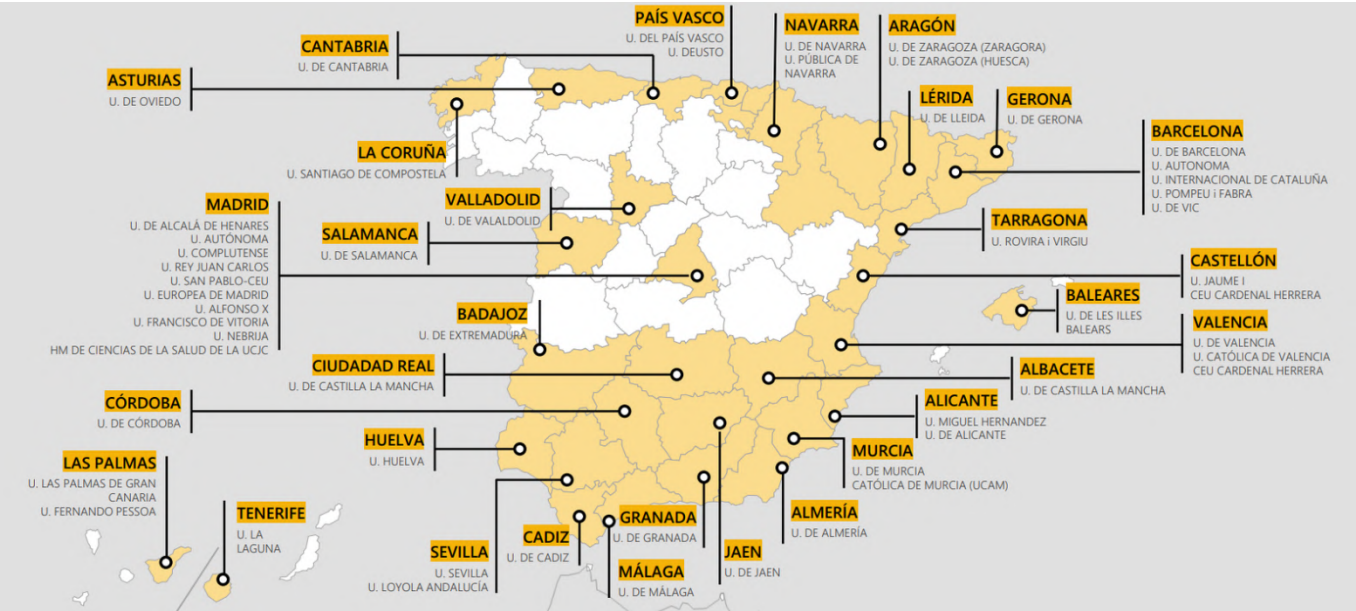 PAÍS VASCO
U. DEL PAÍS VASCO
U. DEUSTO
NAVARRA
U. DE NAVARRA
U. PÚBLICA DE
NAVARRA
ARAGÓN
U. DE ZARAGOZA (ZARAGORA)
U. DE ZARAGOZA (HUESCA)
CANTABRIA
U. DE CANTABRIA
ASTURIAS
U. DE OVIEDO
LÉRIDA
U. DE LLEIDA
GERONA
U. DE GERONA
BARCELONA
U. DE BARCELONA
U. AUTONOMA
U. INTERNACIONAL DE CATALUÑA
U. POMPEU i FABRA
U. DE VIC
LA CORUÑA
U. SANTIAGO DE COMPOSTELA
VALLADOLID
U. DE VALALDOLID
MADRID
U. DE ALCALÁ DE HENARES
U. AUTÓNOMA
U. COMPLUTENSE
U. REY JUAN CARLOS
U. SAN PABLO-CEU
U. EUROPEA DE MADRID
U. ALFONSO X
U. FRANCISCO DE VITORIA
U. NEBRIJA
HM DE CIENCIAS DE LA SALUD DE LA UCJC
SALAMANCA
U. DE SALAMANCA
TARRAGONA
U. ROVIRA i VIRGIU
CASTELLÓN
U. JAUME I
CEU CARDENAL HERRERA
BALEARES
U. DE LES ILLES
BALEARS
BADAJOZ
U. DE EXTREMADURA
VALENCIA
U. DE VALENCIA
U. CATÓLICA DE VALENCIA
CEU CARDENAL HERRERA
CIUDAD REAL
U. DE CASTILLA LA MANCHA
ALBACETE
U. DE CASTILLA LA MANCHA
CÓRDOBA
U. DE CÓRDOBA
ALICANTE
U. MIGUEL HERNANDEZ
U. DE ALICANTE
HUELVA
U. HUELVA
MURCIA
U. DE MURCIA
CATÓLICA DE MURCIA (UCAM)
LAS PALMAS
U. LAS PALMAS DE GRAN
CANARIA
U. FERNANDO PESSOA
TENERIFE
U. LA
LAGUNA
ALMERÍA
U. DE ALMERÍA
GRANADA
U. DE GRANADA
CADIZ
U. DE CADIZ
SEVILLA
U. SEVILLA
U. LOYOLA ANDALUCÍA
JAEN
U. DE JAEN
MÁLAGA
U. DE MÁLAGA